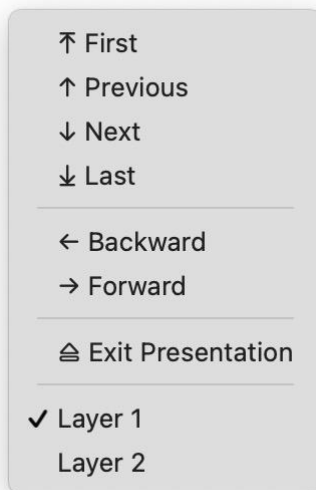 ⤒ First
↑ Previous
↓ Next
⤓ Last
← Backward
→ Forward
⏏ Exit Presentation
✓ Layer 1
Layer 2